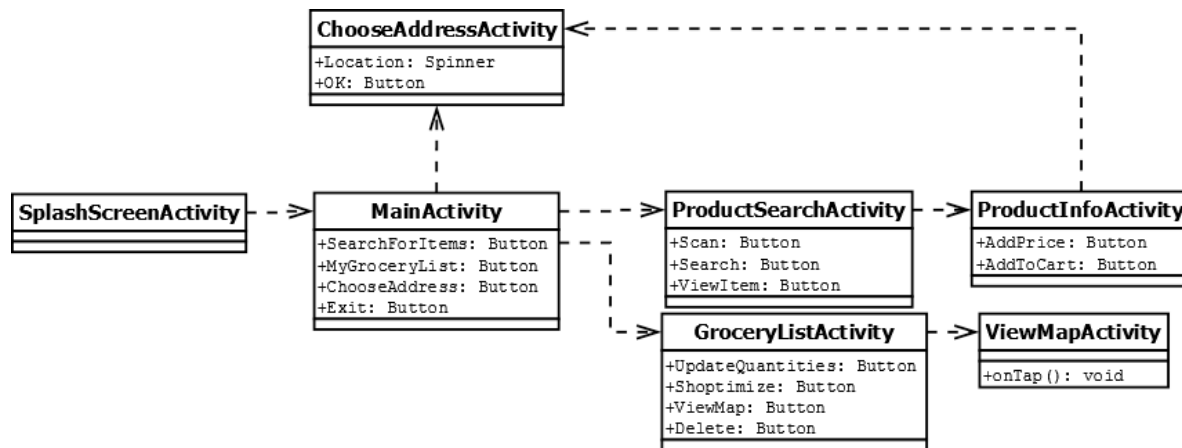 ChooseAddressActivity
+Location: Spinner
+OK: Button
SplashScreenActivity
MainActivity
+SearchForItems: Button
+MyGroceryList: Button
+ChooseAddress: Button
+Exit: Button
ProductSearchActivity
+Scan: Button
+Search: Button
+ViewItem: Button
ProductInfoActivity
+AddPrice: Button
+AddToCart: Button
GroceryListActivity
+UpdateQuantities: Button
+Shoptimize: Button
+ViewMap: Button
+Delete: Button
ViewMapActivity
+onTap(): void